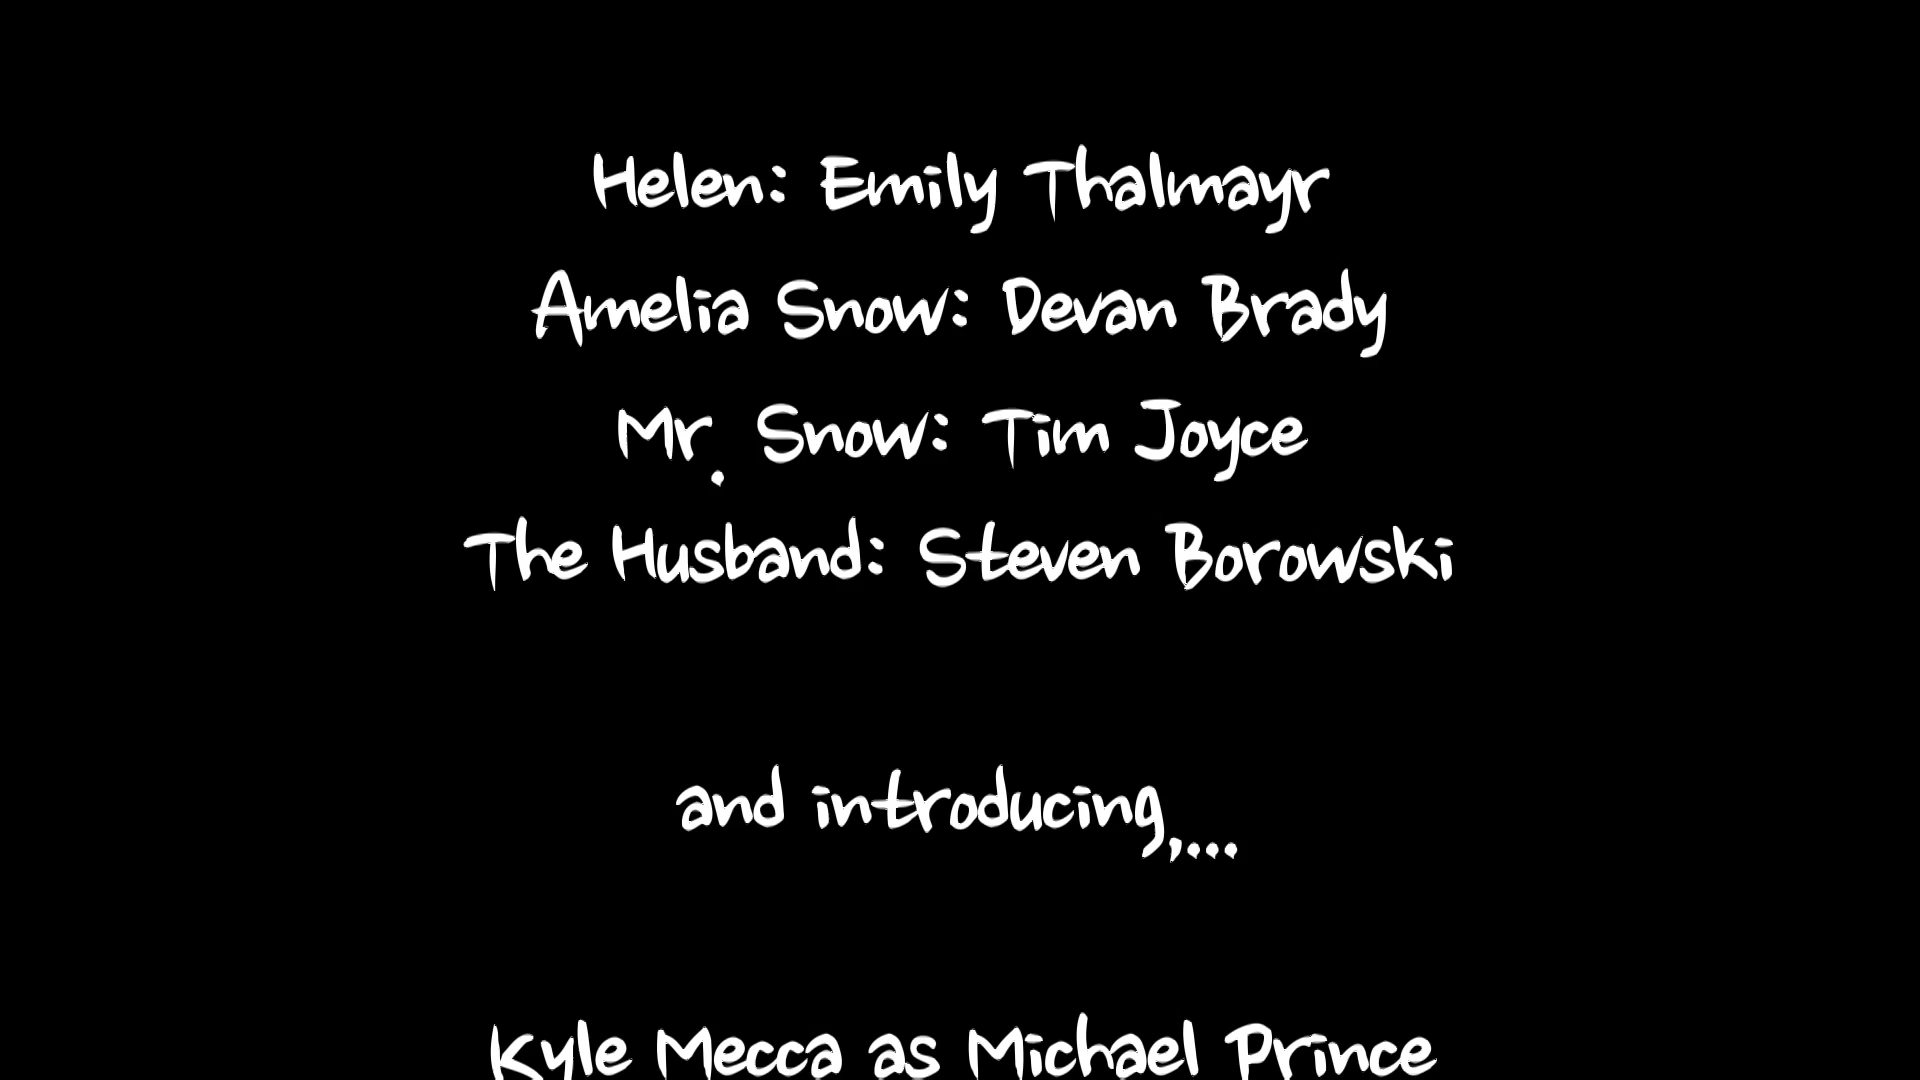 Helen: Emily Thalmayr
Amelia Snow: Devan Brady
Mr. Snow: Tim Joyce
The Husband: Steven Borowski
and introducing,...
Kyle Mecca as Michael Prince